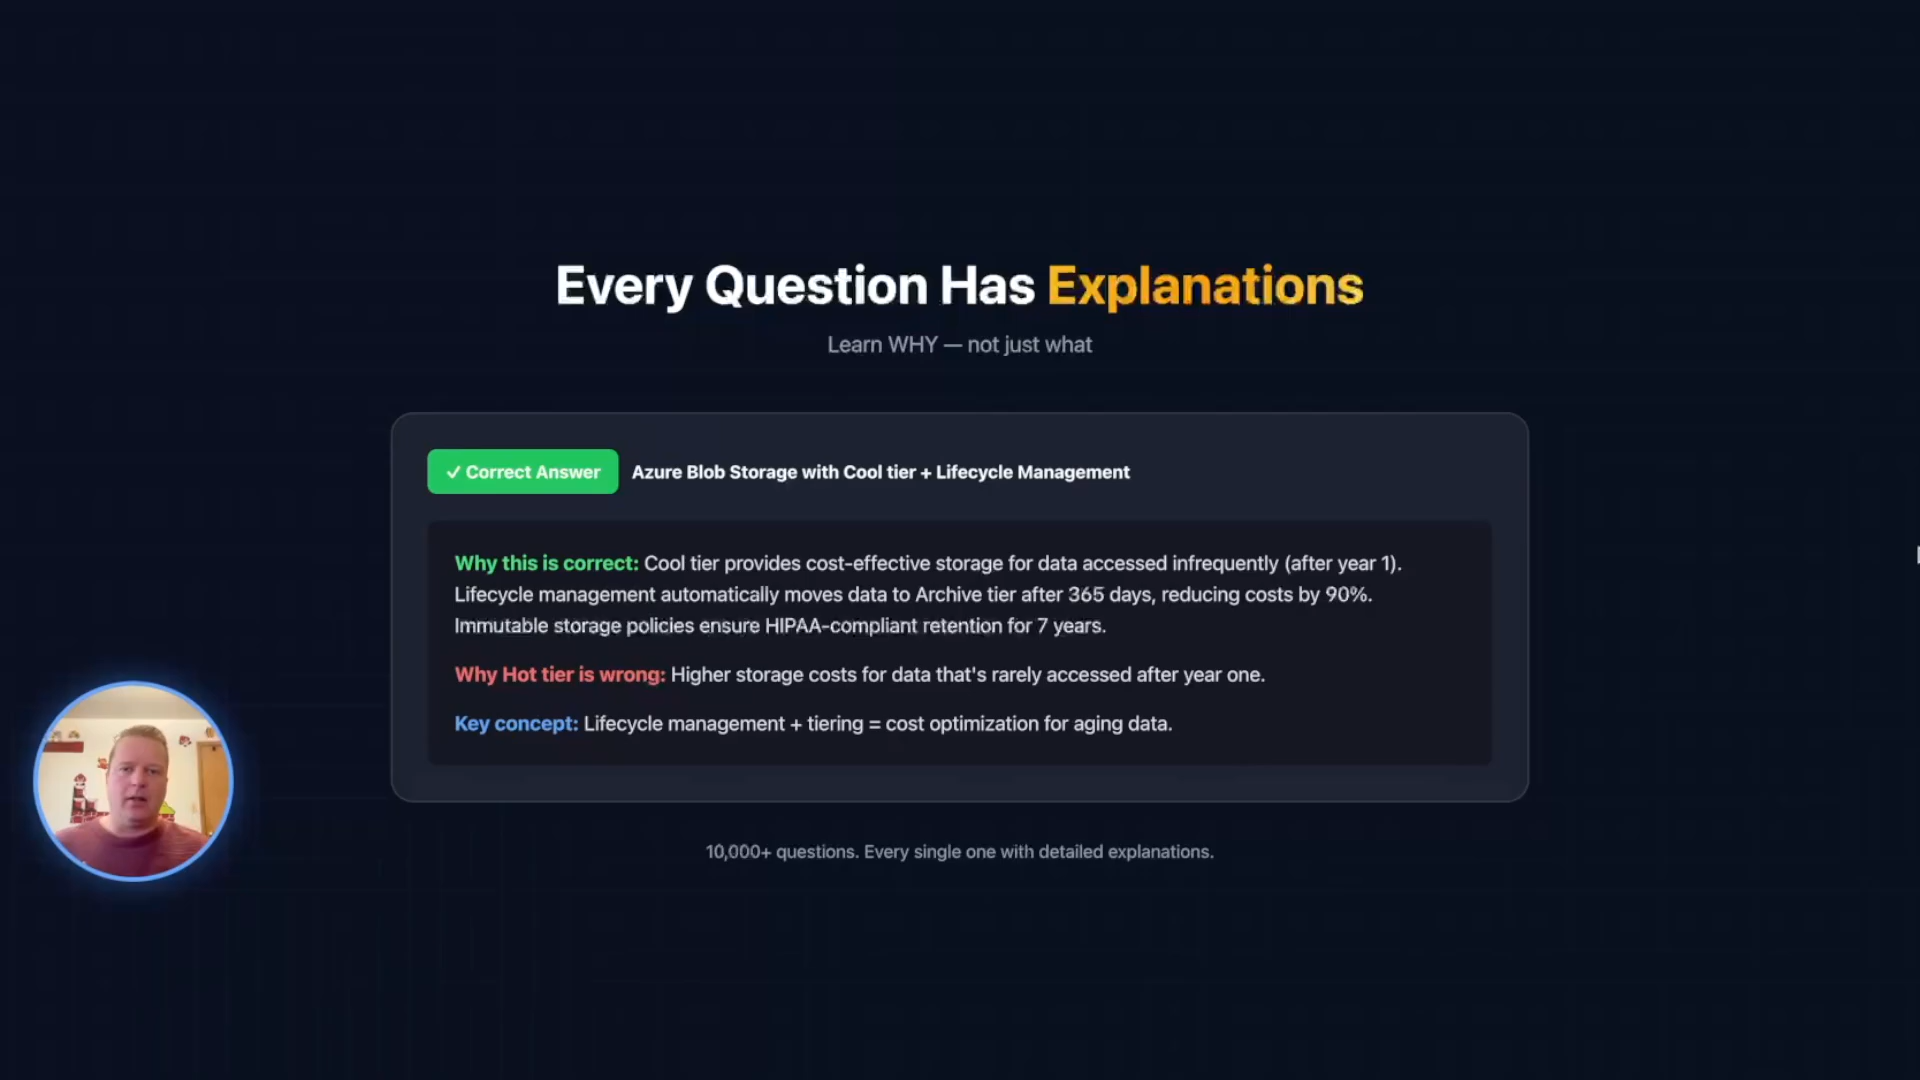 Every Question Has Explanations
Learn WHY — not just what
✓ Correct Answer Azure Blob Storage with Cool tier + Lifecycle Management
Why this is correct: Cool tier provides cost-effective storage for data accessed infrequently (after year 1).
Lifecycle management automatically moves data to Archive tier after 365 days, reducing costs by 90%.
Immutable storage policies ensure HIPAA-compliant retention for 7 years.
Why Hot tier is wrong: Higher storage costs for data that's rarely accessed after year one.
Key concept: Lifecycle management + tiering = cost optimization for aging data.
10,000+ questions. Every single one with detailed explanations.